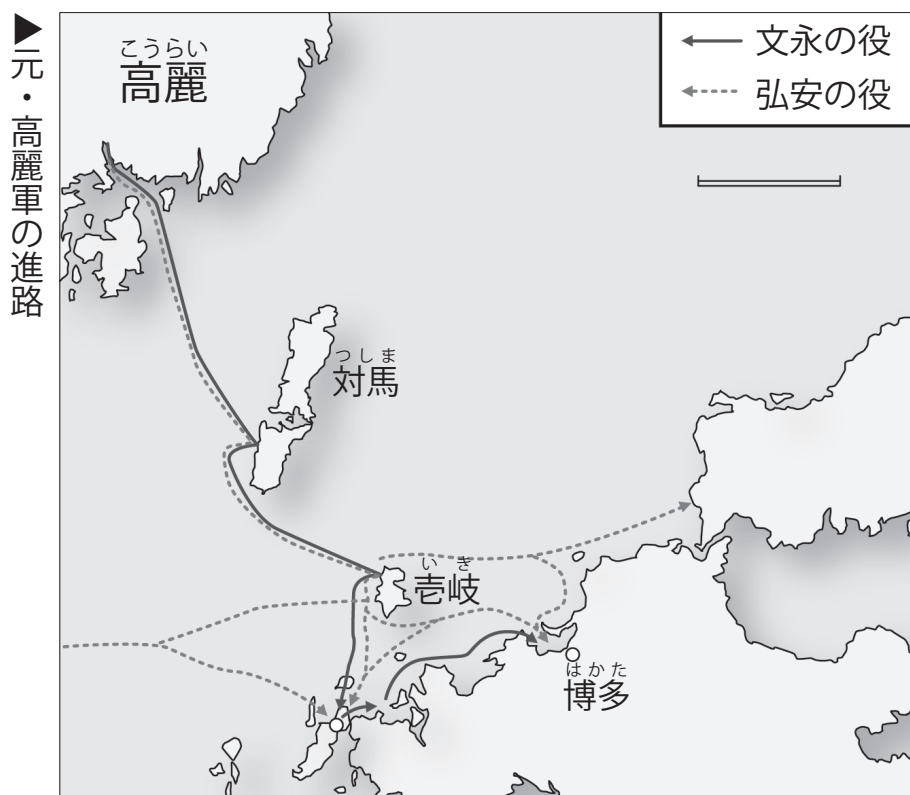 ▶元・高麗軍の進路
こうらい
高麗
文永の役
弘安の役
つしま
対馬
いき
壱岐
はかた
博多